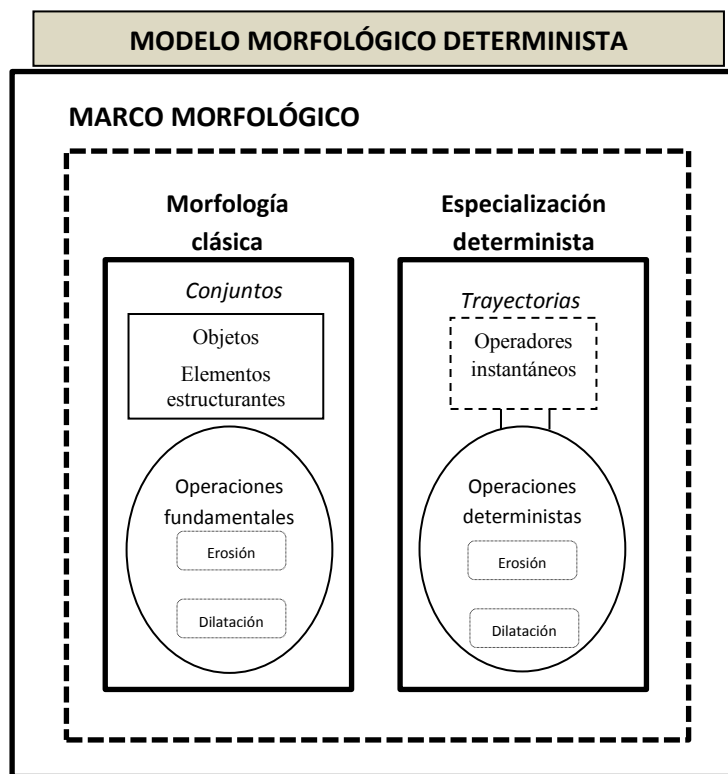 MODELO MORFOLÓGICO DETERMINISTA
MARCO MORFOLÓGICO
Morfología
clásica
Conjuntos
Objetos
Elementos
estructurantes
Operaciones
fundamentales
Erosión
Dilatación
Especialización
determinista
Trayectorias
Operadores
instantáneos
Operaciones
deterministas
Erosión
Dilatación